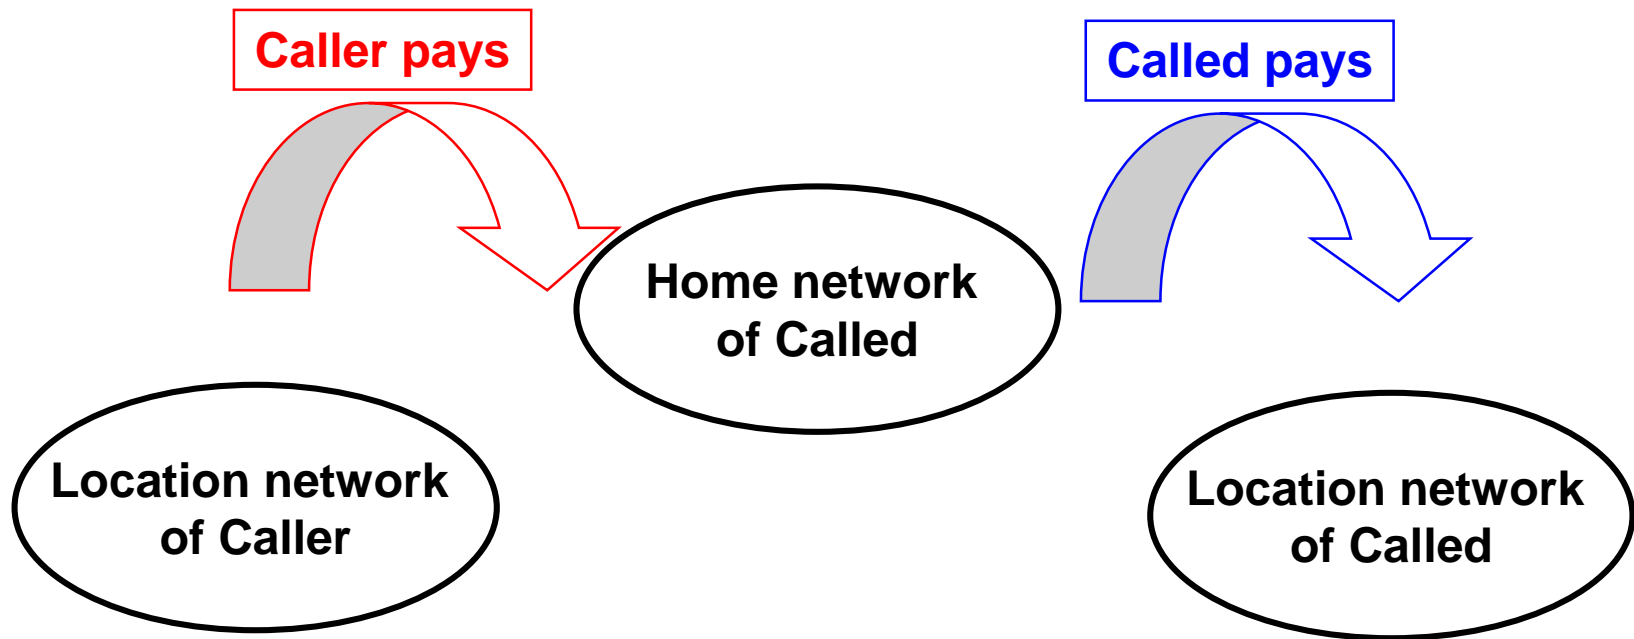 Caller pays
Called pays
Home network
of Called
Location network
of Caller
Location network
of Called